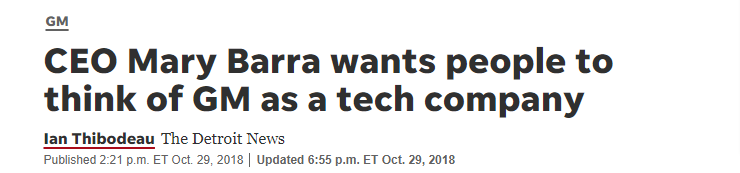 GM
CEO Mary Barra wants people to
think of GM as a tech company
Ian Thibodeau The Detroit News
Published 2:21 p.m. ET Oct. 29, 2018 | Updated 6:55 p.m. ET Oct. 29, 2018